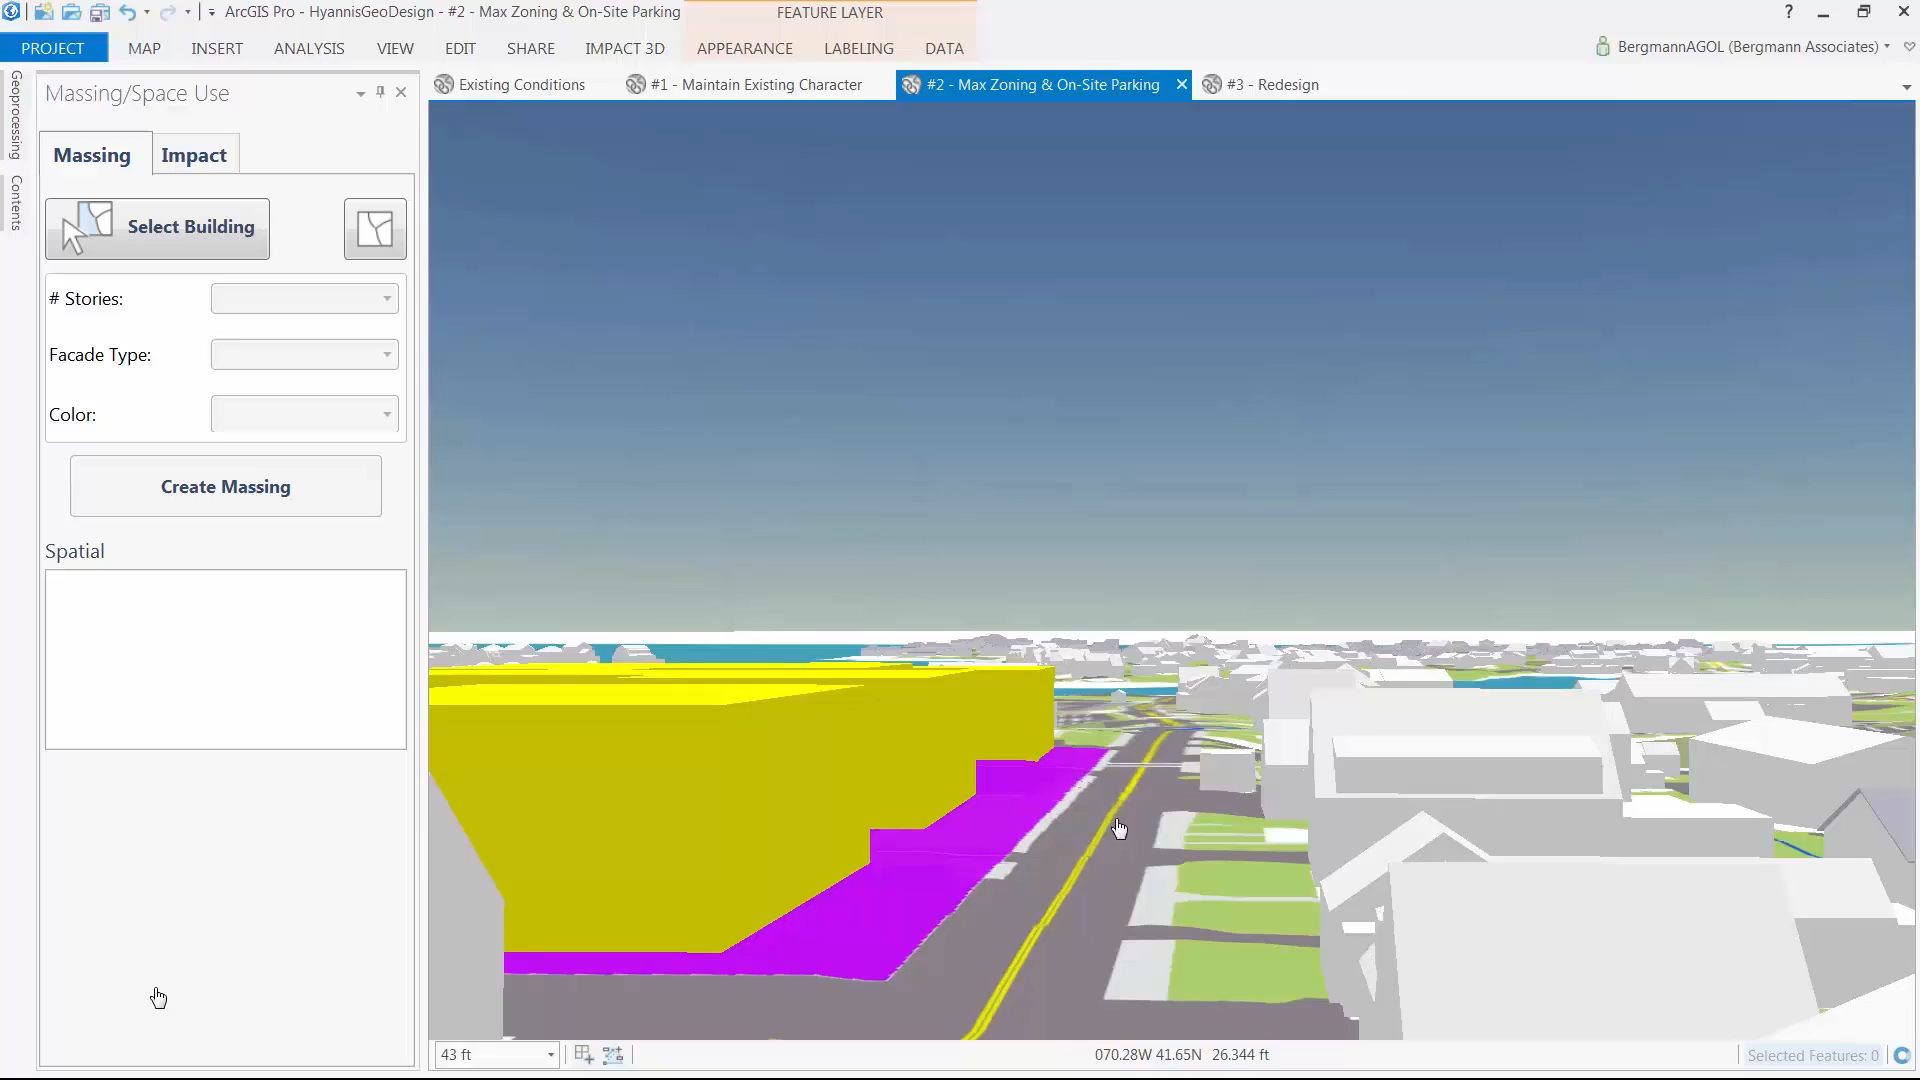 ArcGIS Pro - HyannisGeoDesign - #2 - Max Zoning & On-Site Parking
FEATURE LAYER
?
PROJECT MAP INSERT ANALYSIS VIEW EDIT SHARE IMPACT 3D APPEARANCE LABELING DATA
BergmannAGOL (Bergmann Associates)
Geoprocessing
Contents
Existing Conditions
#1 - Maintain Existing Character
#2 - Max Zoning & On-Site Parking
#3 - Redesign
Massing/Space Use
Massing
Impact
Select Building
# Stories:
Facade Type:
Color:
Create Massing
Spatial
43 ft
070.28W 41.65N 26.344 ft
Selected Features: 0